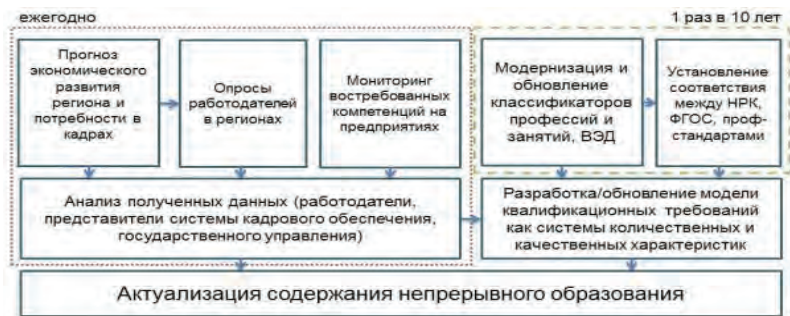 ежегодно
1 раз в 10 лет
Прогноз
экономического
развития
региона и
потребности в
кадрах
Опросы
работодателей
в регионах
Мониторинг
востребованных
компетенций на
предприятиях
Модернизация и
обновление
классификаторов
профессий и
занятий, ВЭД
Установление
соответствия
между НРК,
ФГОС, проф-
стандартами
Анализ полученных данных (работодатели,
представители системы кадрового обеспечения,
государственного управления)
Разработка/обновление модели
квалификационных требований
как системы количественных и
качественных характеристик
Актуализация содержания непрерывного образования